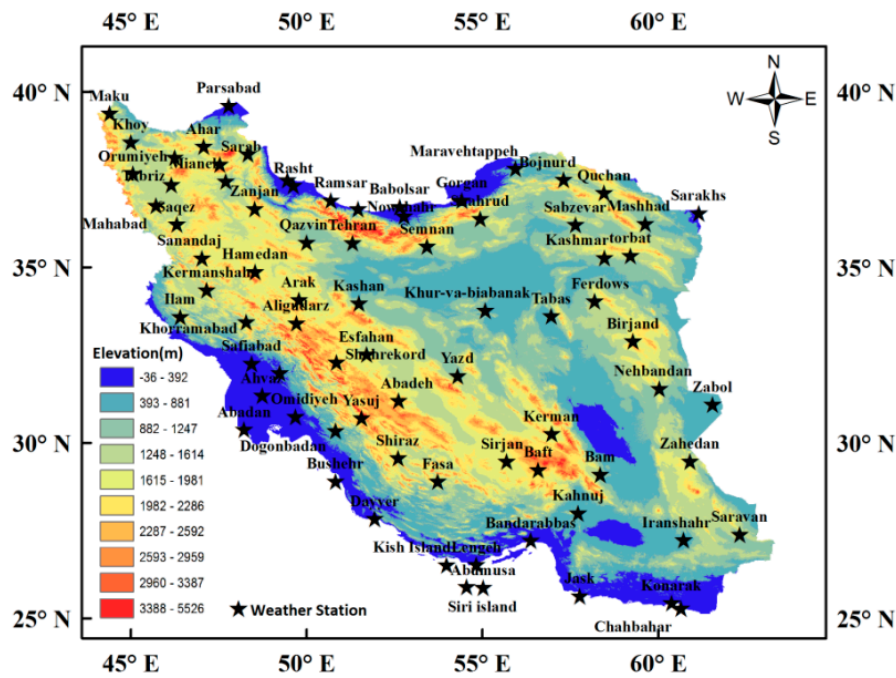 45° E 50° E 55° E 60° E
40° N 40° N
N
W E
S
Parsabad
Maku
Khoy Ahar
Sarab
Orumiyeh Mianeh
Tabriz
Rasht
Maravehtappeh Bojnurd
Zanjan
Ramsar
Babolsar Gorgan
Quchan
Sarakhs
Mahabad Saqez
Nowshahr Shahrud
Sabzevar Mashhad
Qazvin Tehran
Semnan
Kashmar torbat
Sanandaj
Hamedan
35° N 35° N
Kermanshah
Arak Kashan
Khur-va-biabanak Tabas
Ferdows
Ilam
Aligudarz
Khorramabad
Birjand
Esfahan
Safiabad
Shahrekord
Yazd
Elevation(m)
-36 - 392
393 - 881
882 - 1247
1248 - 1614
1615 - 1981
1982 - 2286
2287 - 2592
2593 - 2959
2960 - 3387
3388 - 5526
Weather Station
Nehbandan
Ahvaz
Zabol
Omidiyeh Yasuj
Abadeh
Abadan
Kerman
30° N 30° N
Dogonbadan
Shiraz
Sirjan
Baft
Bam
Zahedan
Bushehr
Fasa
Kahnuj
Dayyer
Bandarabbas
Iranshahr
Saravan
Kish Island Lengeh
Abumusa
Jask
Konarak
Siri island
Chahbahar
25° N 25° N
45° E 50° E 55° E 60° E